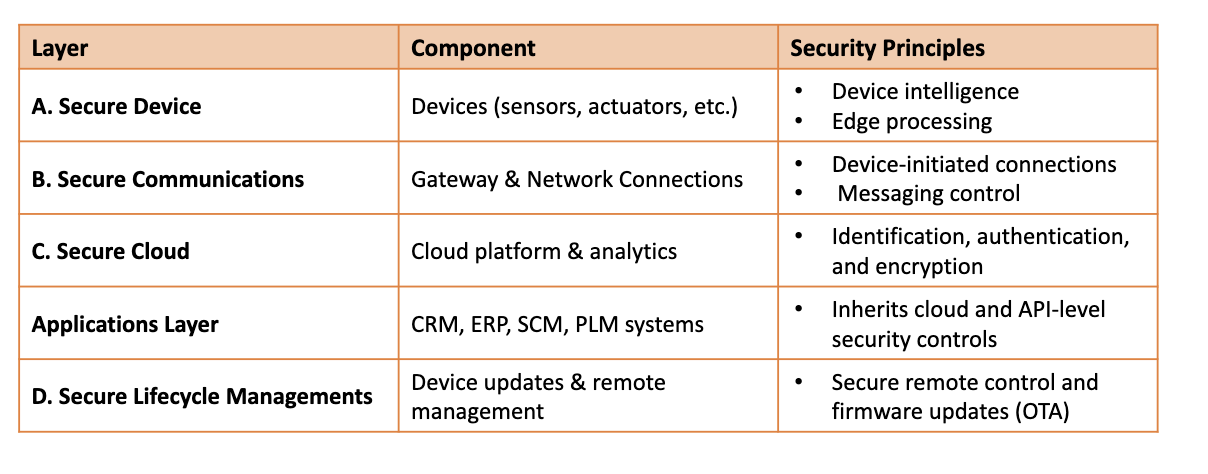 Layer
Component
Security Principles
A. Secure Device
Devices (sensors, actuators, etc.)
• Device intelligence
• Edge processing
B. Secure Communications
Gateway & Network Connections
• Device-initiated connections
• Messaging control
C. Secure Cloud
Cloud platform & analytics
• Identification, authentication,
and encryption
Applications Layer
CRM, ERP, SCM, PLM systems
• Inherits cloud and API-level
security controls
D. Secure Lifecycle Managements
Device updates & remote
management
• Secure remote control and
firmware updates (OTA)